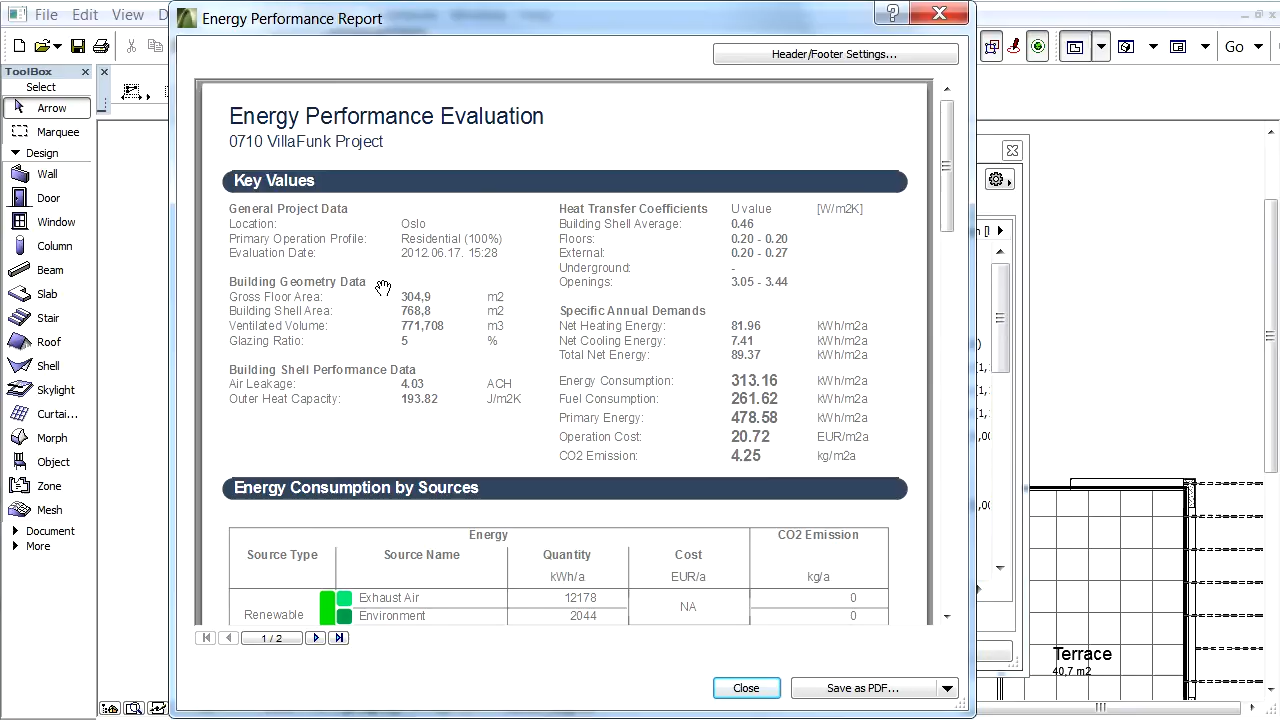 File
Edit
View
D
Energy Performance Report
?
Header/Footer Settings...
Go
ToolBox
Select
Arrow
Marquee
Design
Wall
Door
Window
Column
Beam
Slab
Stair
Roof
Shell
Skylight
Curtai...
Morph
Object
Zone
Mesh
Document
More
Energy Performance Evaluation
0710 VillaFunk Project
Key Values
General Project Data
Location: Oslo
Primary Operation Profile: Residential (100%)
Evaluation Date: 2012.06.17. 15:28
Building Geometry Data
Gross Floor Area: 304,9 m2
Building Shell Area: 768,8 m2
Ventilated Volume: 771,708 m3
Glazing Ratio: 5 %
Building Shell Performance Data
Air Leakage: 4.03 ACH
Outer Heat Capacity: 193.82 J/m2K
Heat Transfer Coefficients U value [W/m2K]
Building Shell Average: 0.46
Floors: 0.20 - 0.20
External: 0.20 - 0.27
Underground: -
Openings: 3.05 - 3.44
Specific Annual Demands
Net Heating Energy: 81.96 kWh/m2a
Net Cooling Energy: 7.41 kWh/m2a
Total Net Energy: 89.37 kWh/m2a
Energy Consumption: 313.16 kWh/m2a
Fuel Consumption: 261.62 kWh/m2a
Primary Energy: 478.58 kWh/m2a
Operation Cost: 20.72 EUR/m2a
CO2 Emission: 4.25 kg/m2a
Energy Consumption by Sources
Energy CO2 Emission
Source Type Source Name Quantity Cost
kWh/a EUR/a kg/a
Renewable
Exhaust Air 12178 0
Environment 2044 0
NA
1 / 2
Close
Save as PDF...
Terrace
40,7 m2